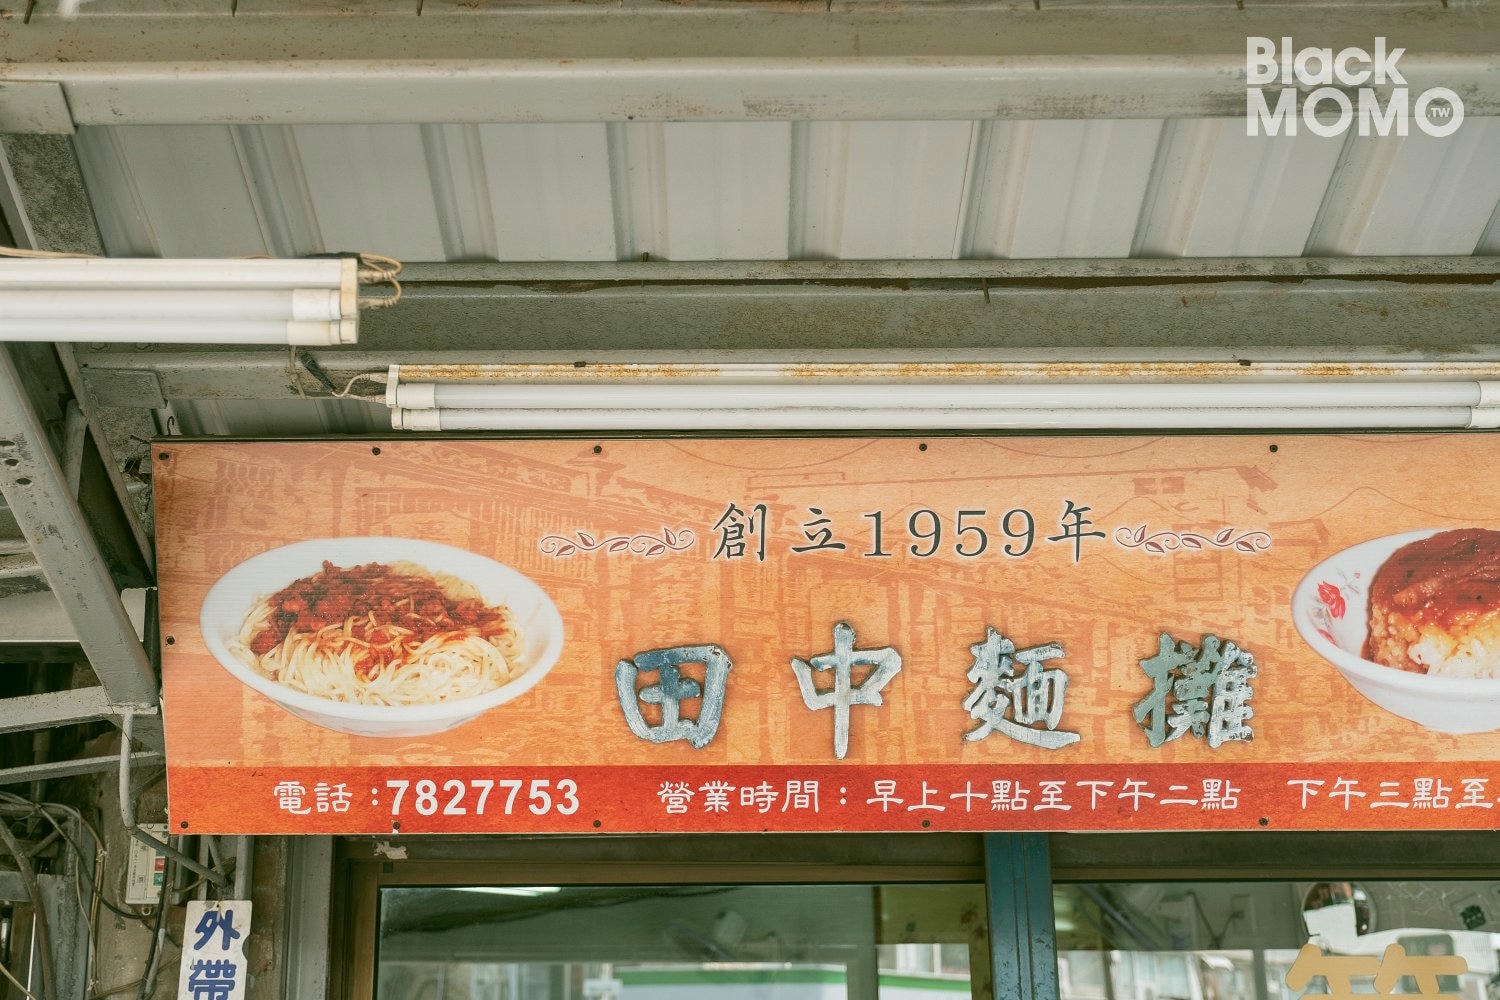 Black
MOMO.TW
創立1959年
田中麵攤
電話:7827753 營業時間:早上十點至下午二點 下午三點至
外帶